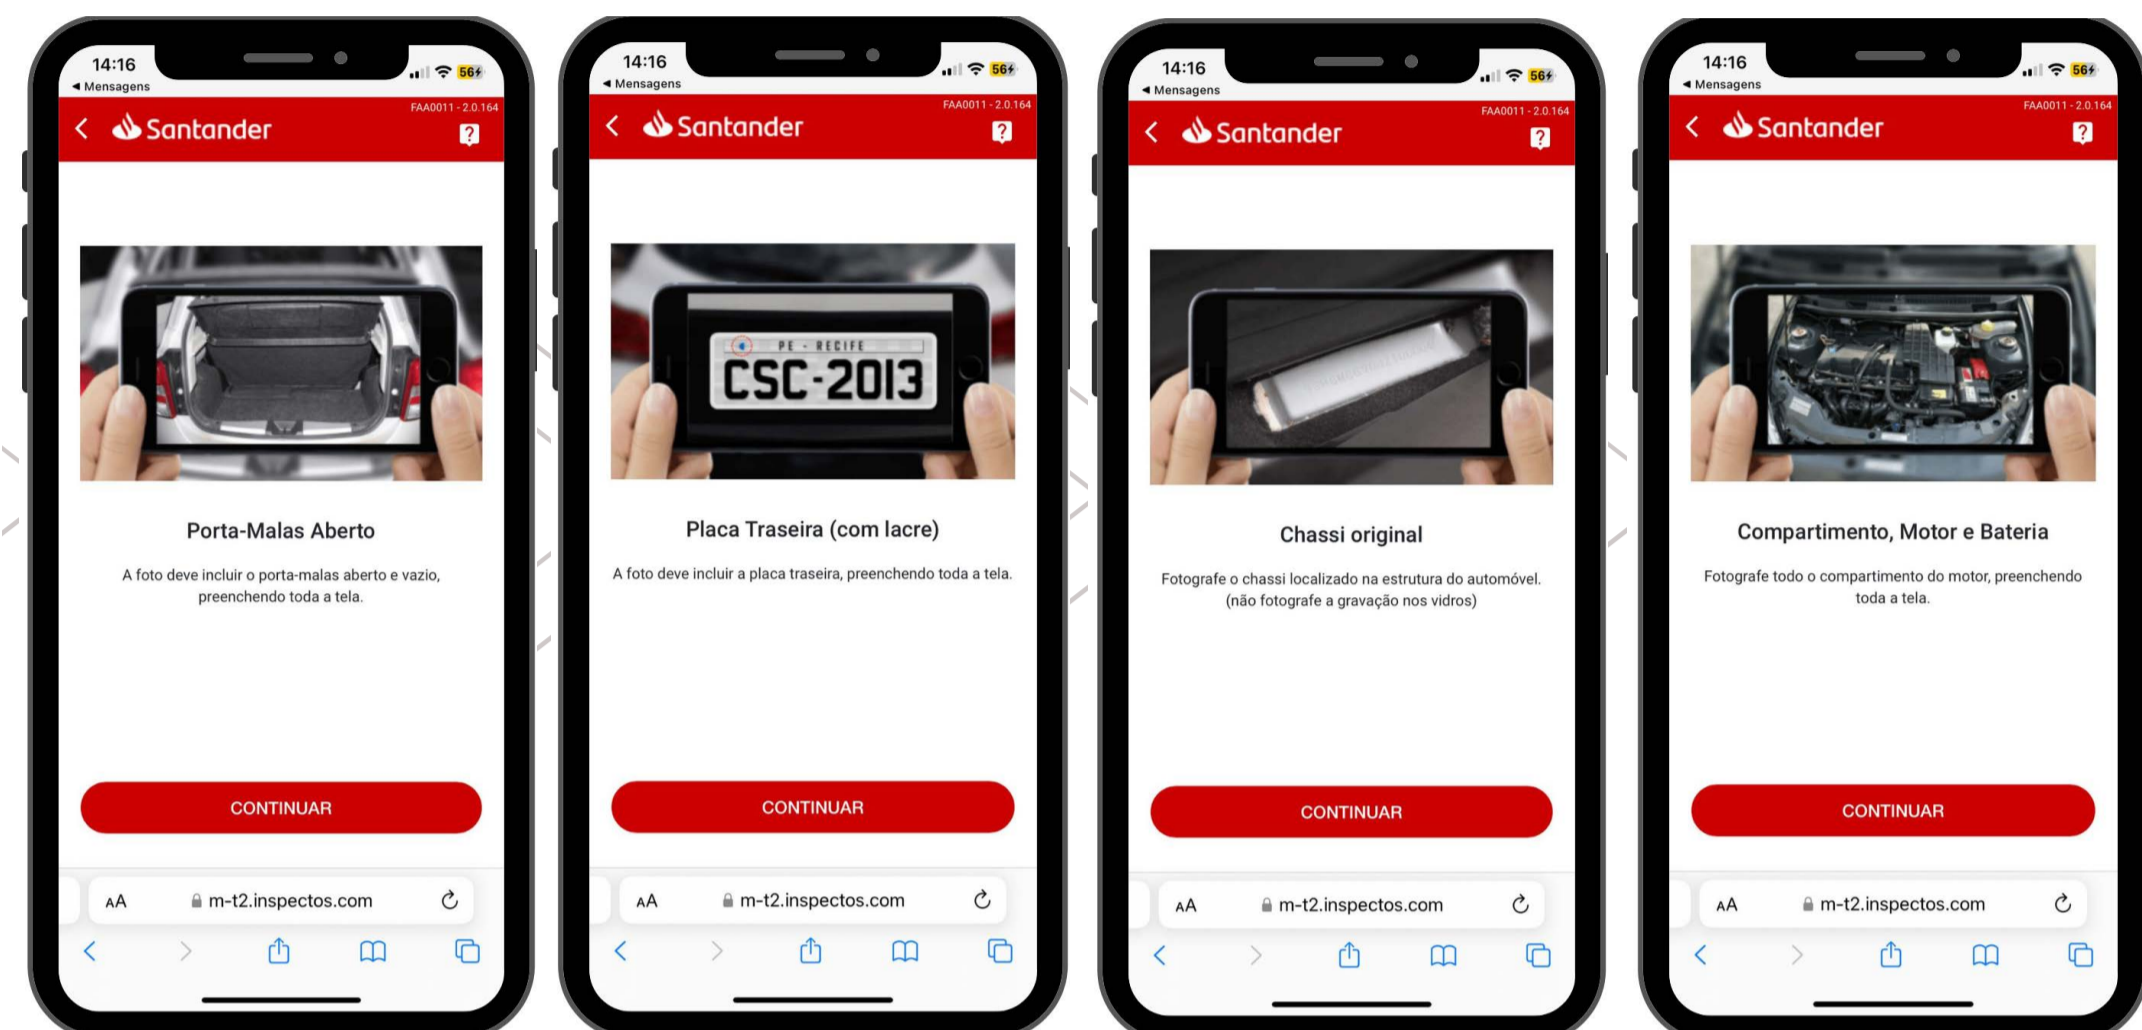 14:16
56
◀ Mensagens
FAA0011 - 2.0.164
Santander
?
Porta-Malas Aberto
A foto deve incluir o porta-malas aberto e vazio,
preenchendo toda a tela.
CONTINUAR
AA
m-t2.inspectos.com
14:16
56
◀ Mensagens
FAA0011 - 2.0.164
Santander
?
PE - RECIFE
CSC-2013
Placa Traseira (com lacre)
A foto deve incluir a placa traseira, preenchendo toda a tela.
CONTINUAR
AA
m-t2.inspectos.com
14:16
56
◀ Mensagens
FAA0011 - 2.0.164
Santander
?
Chassi original
Fotografe o chassi localizado na estrutura do automóvel.
(não fotografe a gravação nos vidros)
CONTINUAR
AA
m-t2.inspectos.com
14:16
56
◀ Mensagens
FAA0011 - 2.0.164
Santander
?
Compartimento, Motor e Bateria
Fotografe todo o compartimento do motor, preenchendo
toda a tela.
CONTINUAR
AA
m-t2.inspectos.com